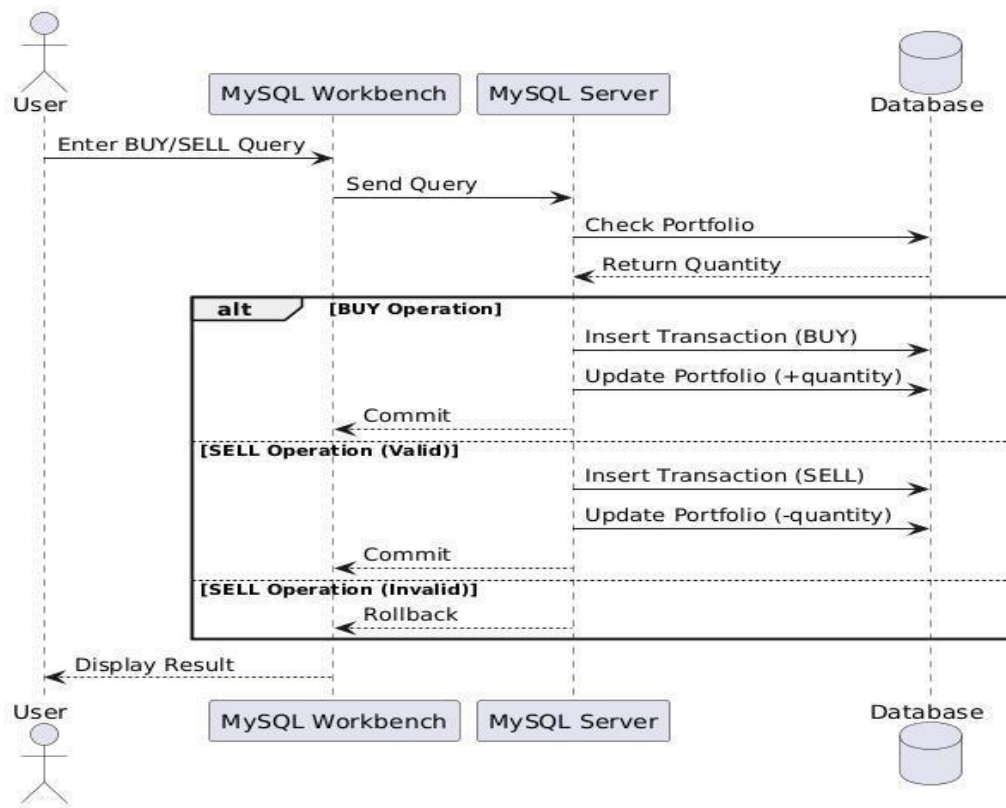 User
MySQL Workbench
MySQL Server
Database
Enter BUY/SELL Query
Send Query
Check Portfolio
Return Quantity
alt
[BUY Operation]
Insert Transaction (BUY)
Update Portfolio (+quantity)
Commit
[SELL Operation (Valid)]
Insert Transaction (SELL)
Update Portfolio (-quantity)
Commit
[SELL Operation (Invalid)]
Rollback
Display Result
User
MySQL Workbench
MySQL Server
Database